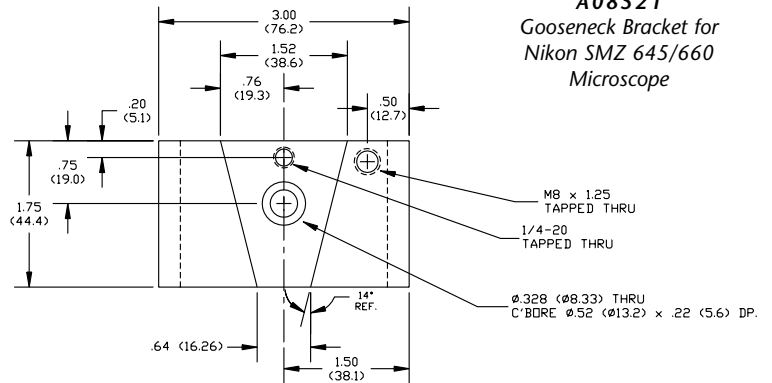 A08521
Gooseneck Bracket for
Nikon SMZ 645/660
Microscope
3.00
(76.2)
1.52
(38.6)
.76
(19.3)
.20
(5.1)
.50
(12.7)
.75
(19.0)
1.75
(44.4)
M8 x 1.25
TAPPED THRU
1/4-20
TAPPED THRU
14°
REF.
Ø.328 (Ø8.33) THRU
C'BORE Ø.52 (Ø13.2) x .22 (5.6) DP.
.64 (16.26)
1.50
(38.1)